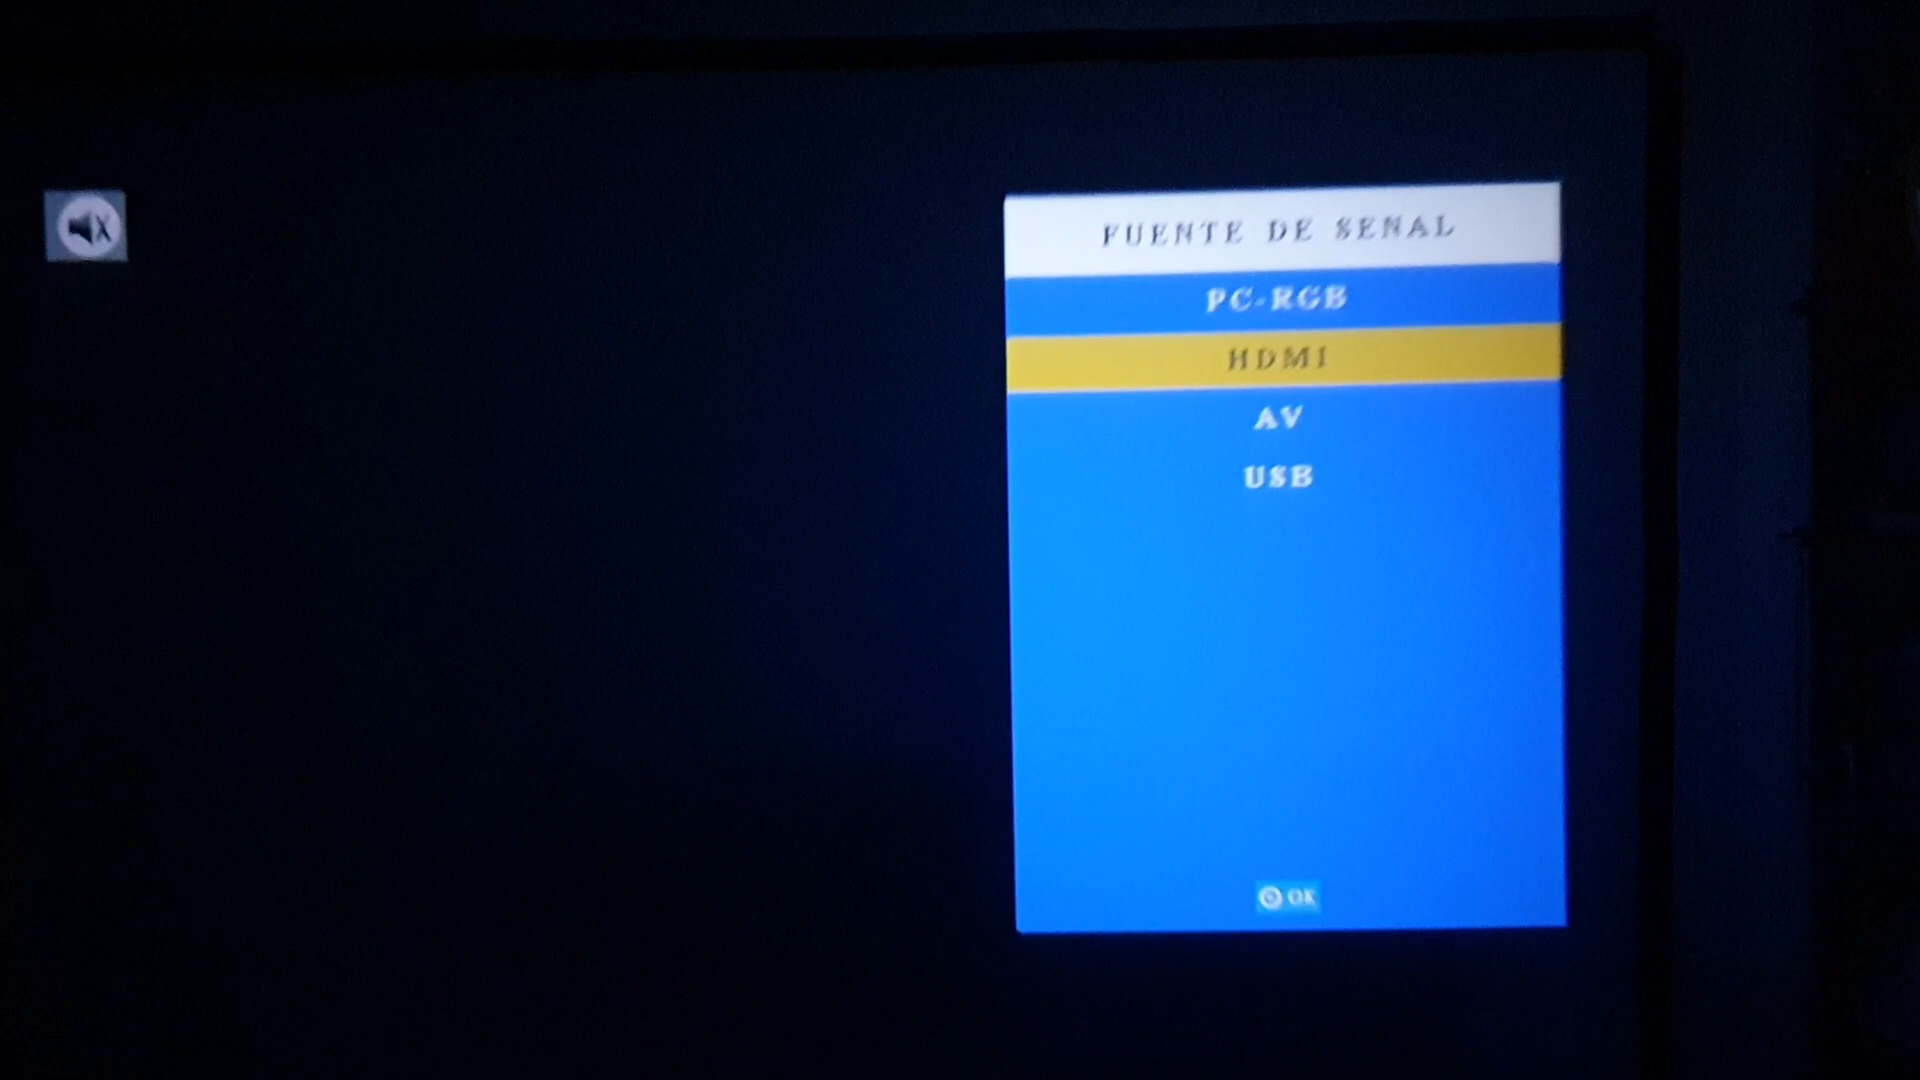 FUENTE DE SENAL
PC-RGB
HDMI
AV
USB
OK